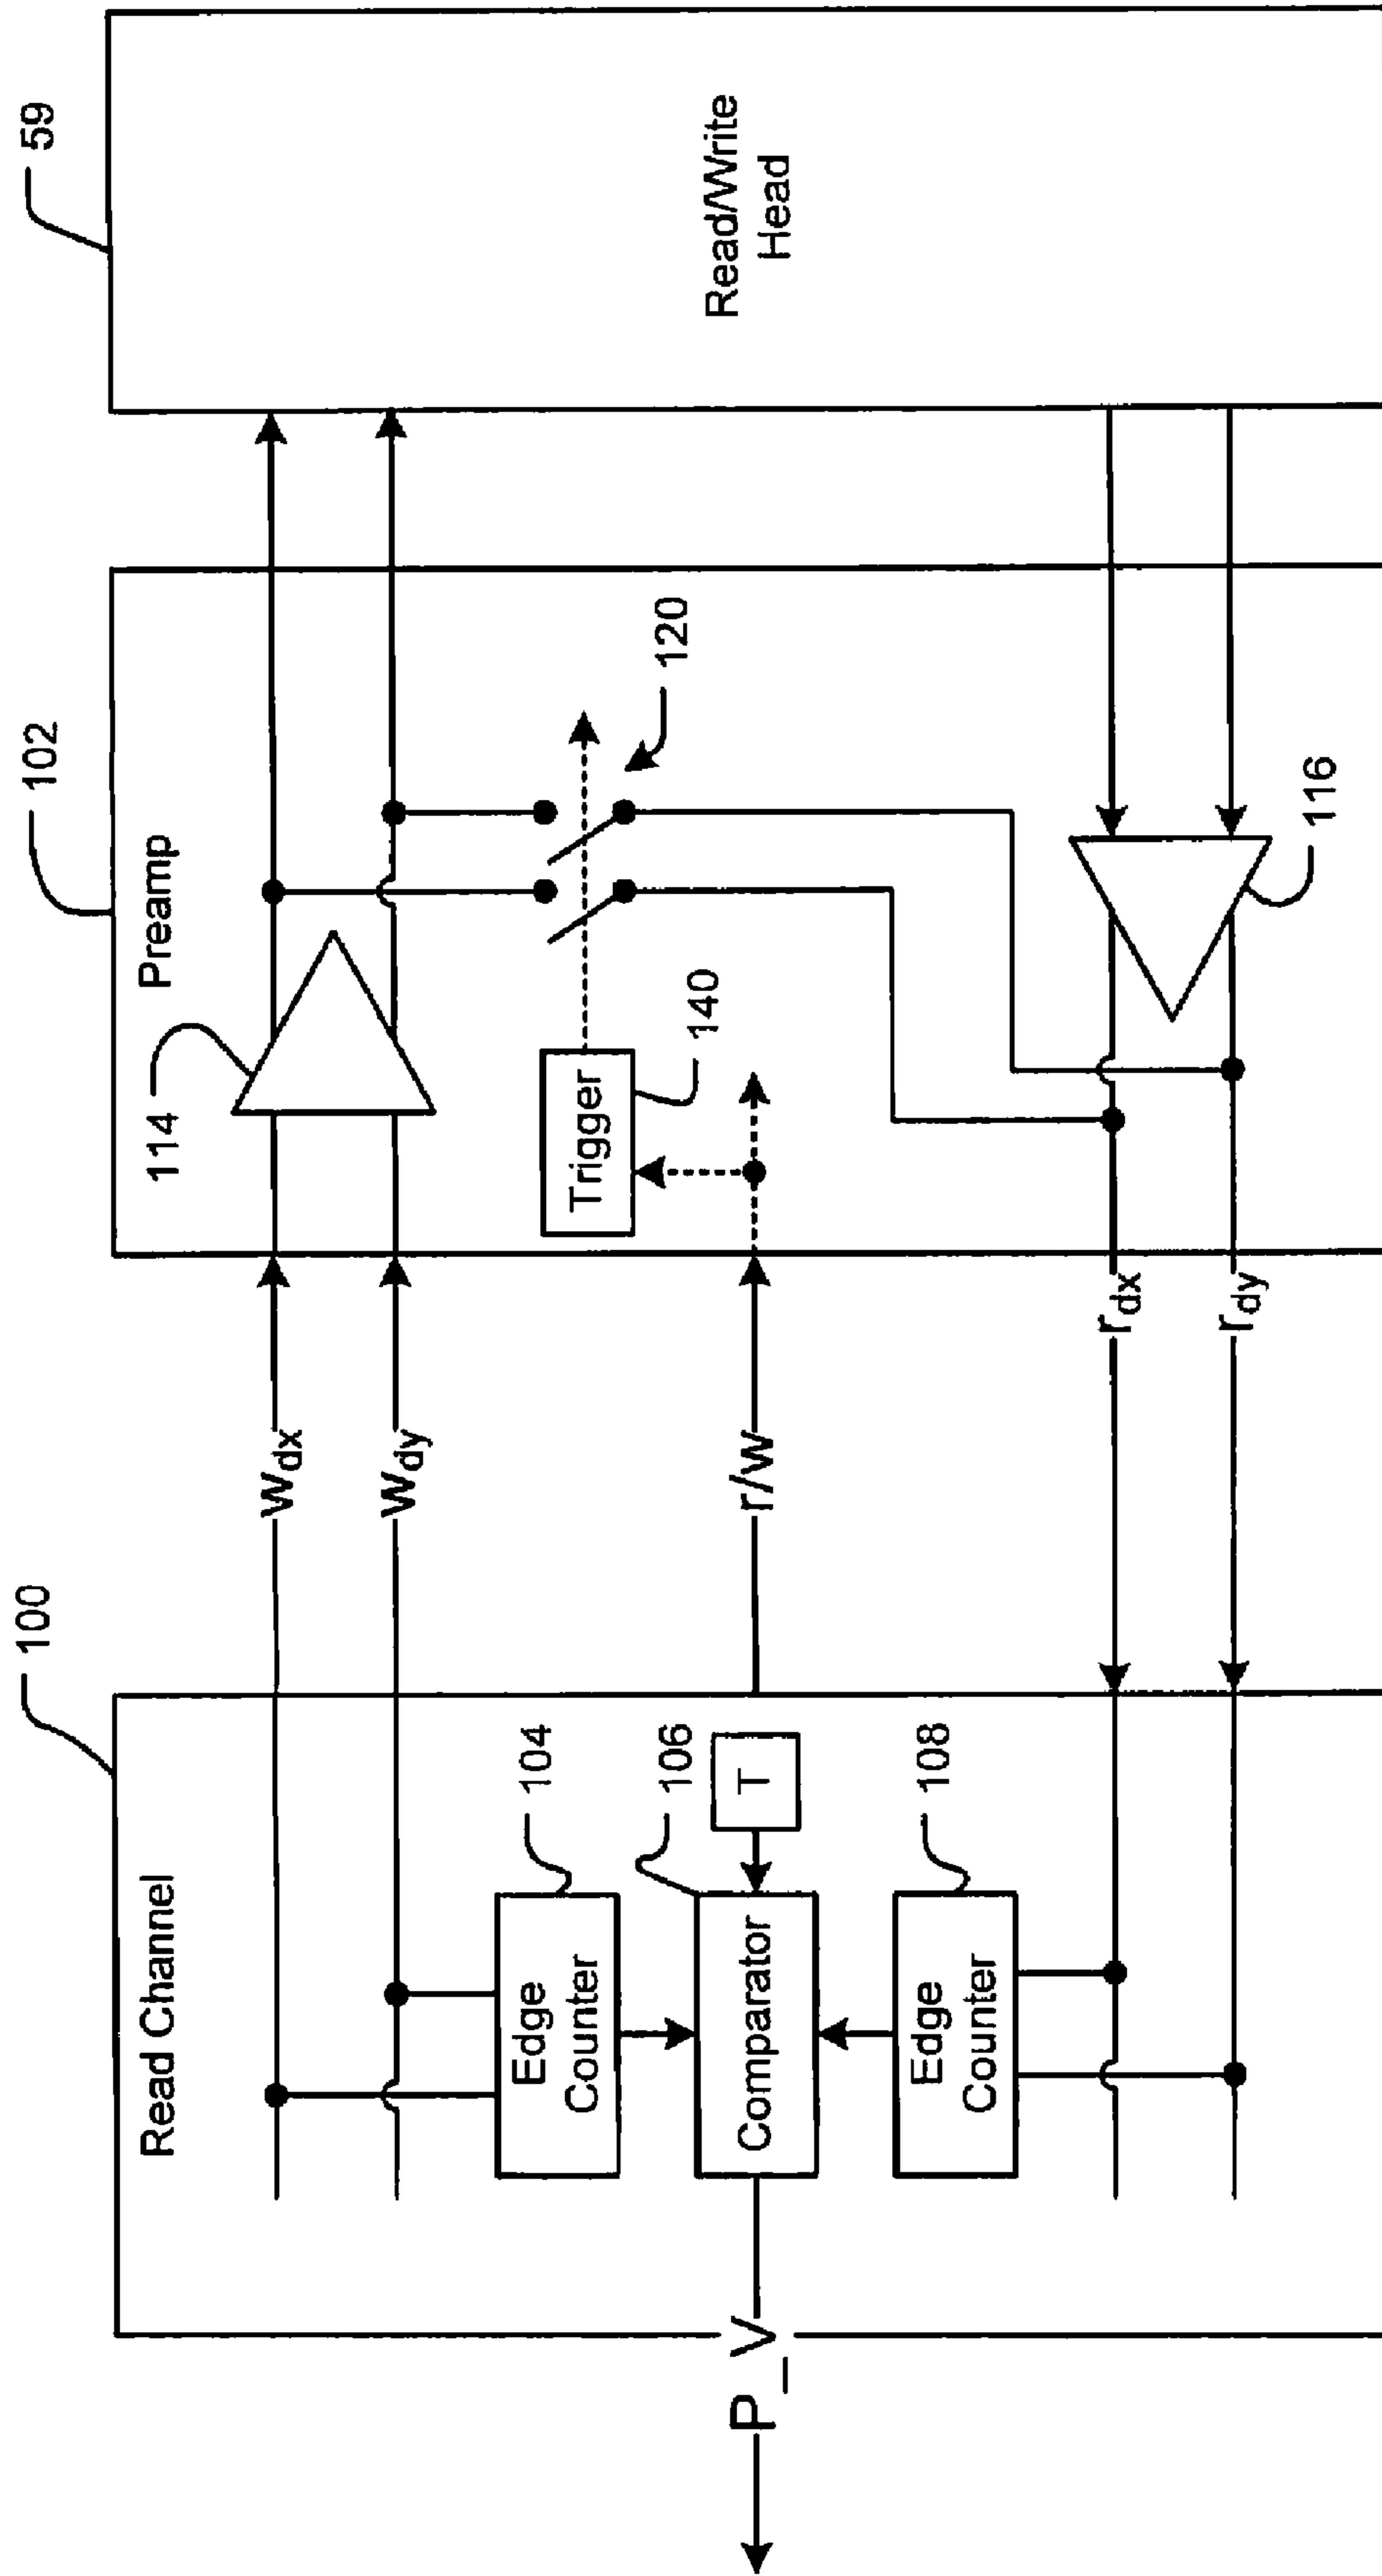 100
102
59
Read Channel
Preamp
Read/Write
Head
114
w_dx
w_dy
104
Edge
Counter
120
Trigger
140
106
T
Comparator
P_V
r/w
108
Edge
Counter
r_dx
r_dy
116